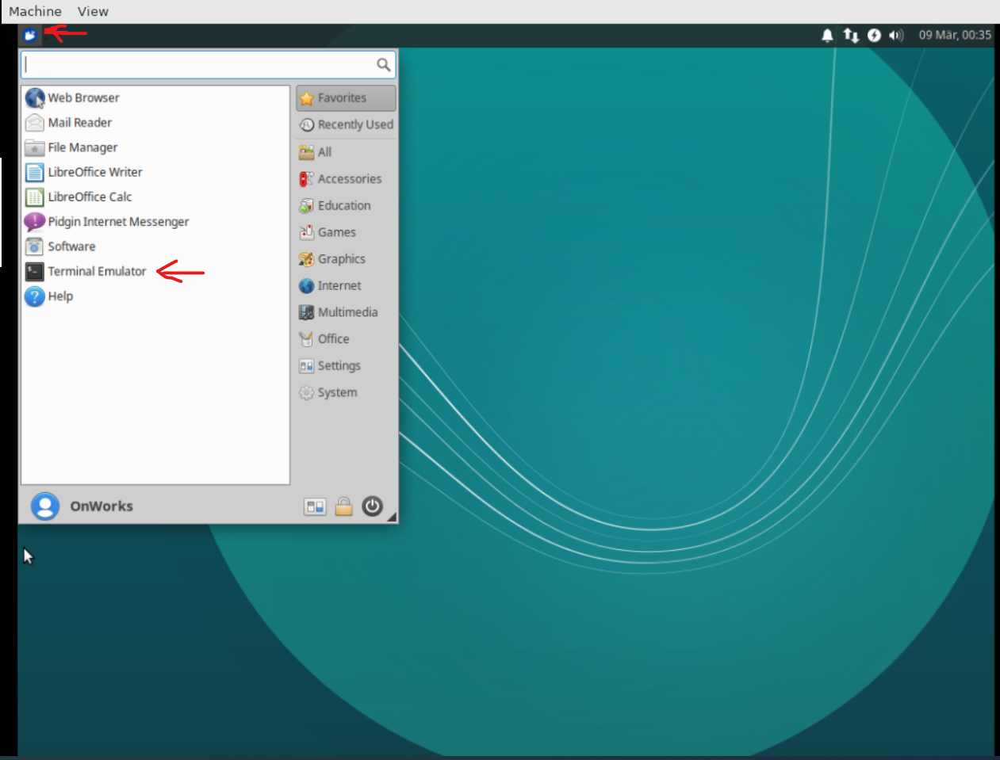 Machine View
09 Mär, 00:35
Web Browser
Mail Reader
File Manager
LibreOffice Writer
LibreOffice Calc
Pidgin Internet Messenger
Software
Terminal Emulator
Help
Favorites
Recently Used
All
Accessories
Education
Games
Graphics
Internet
Multimedia
Office
Settings
System
OnWorks